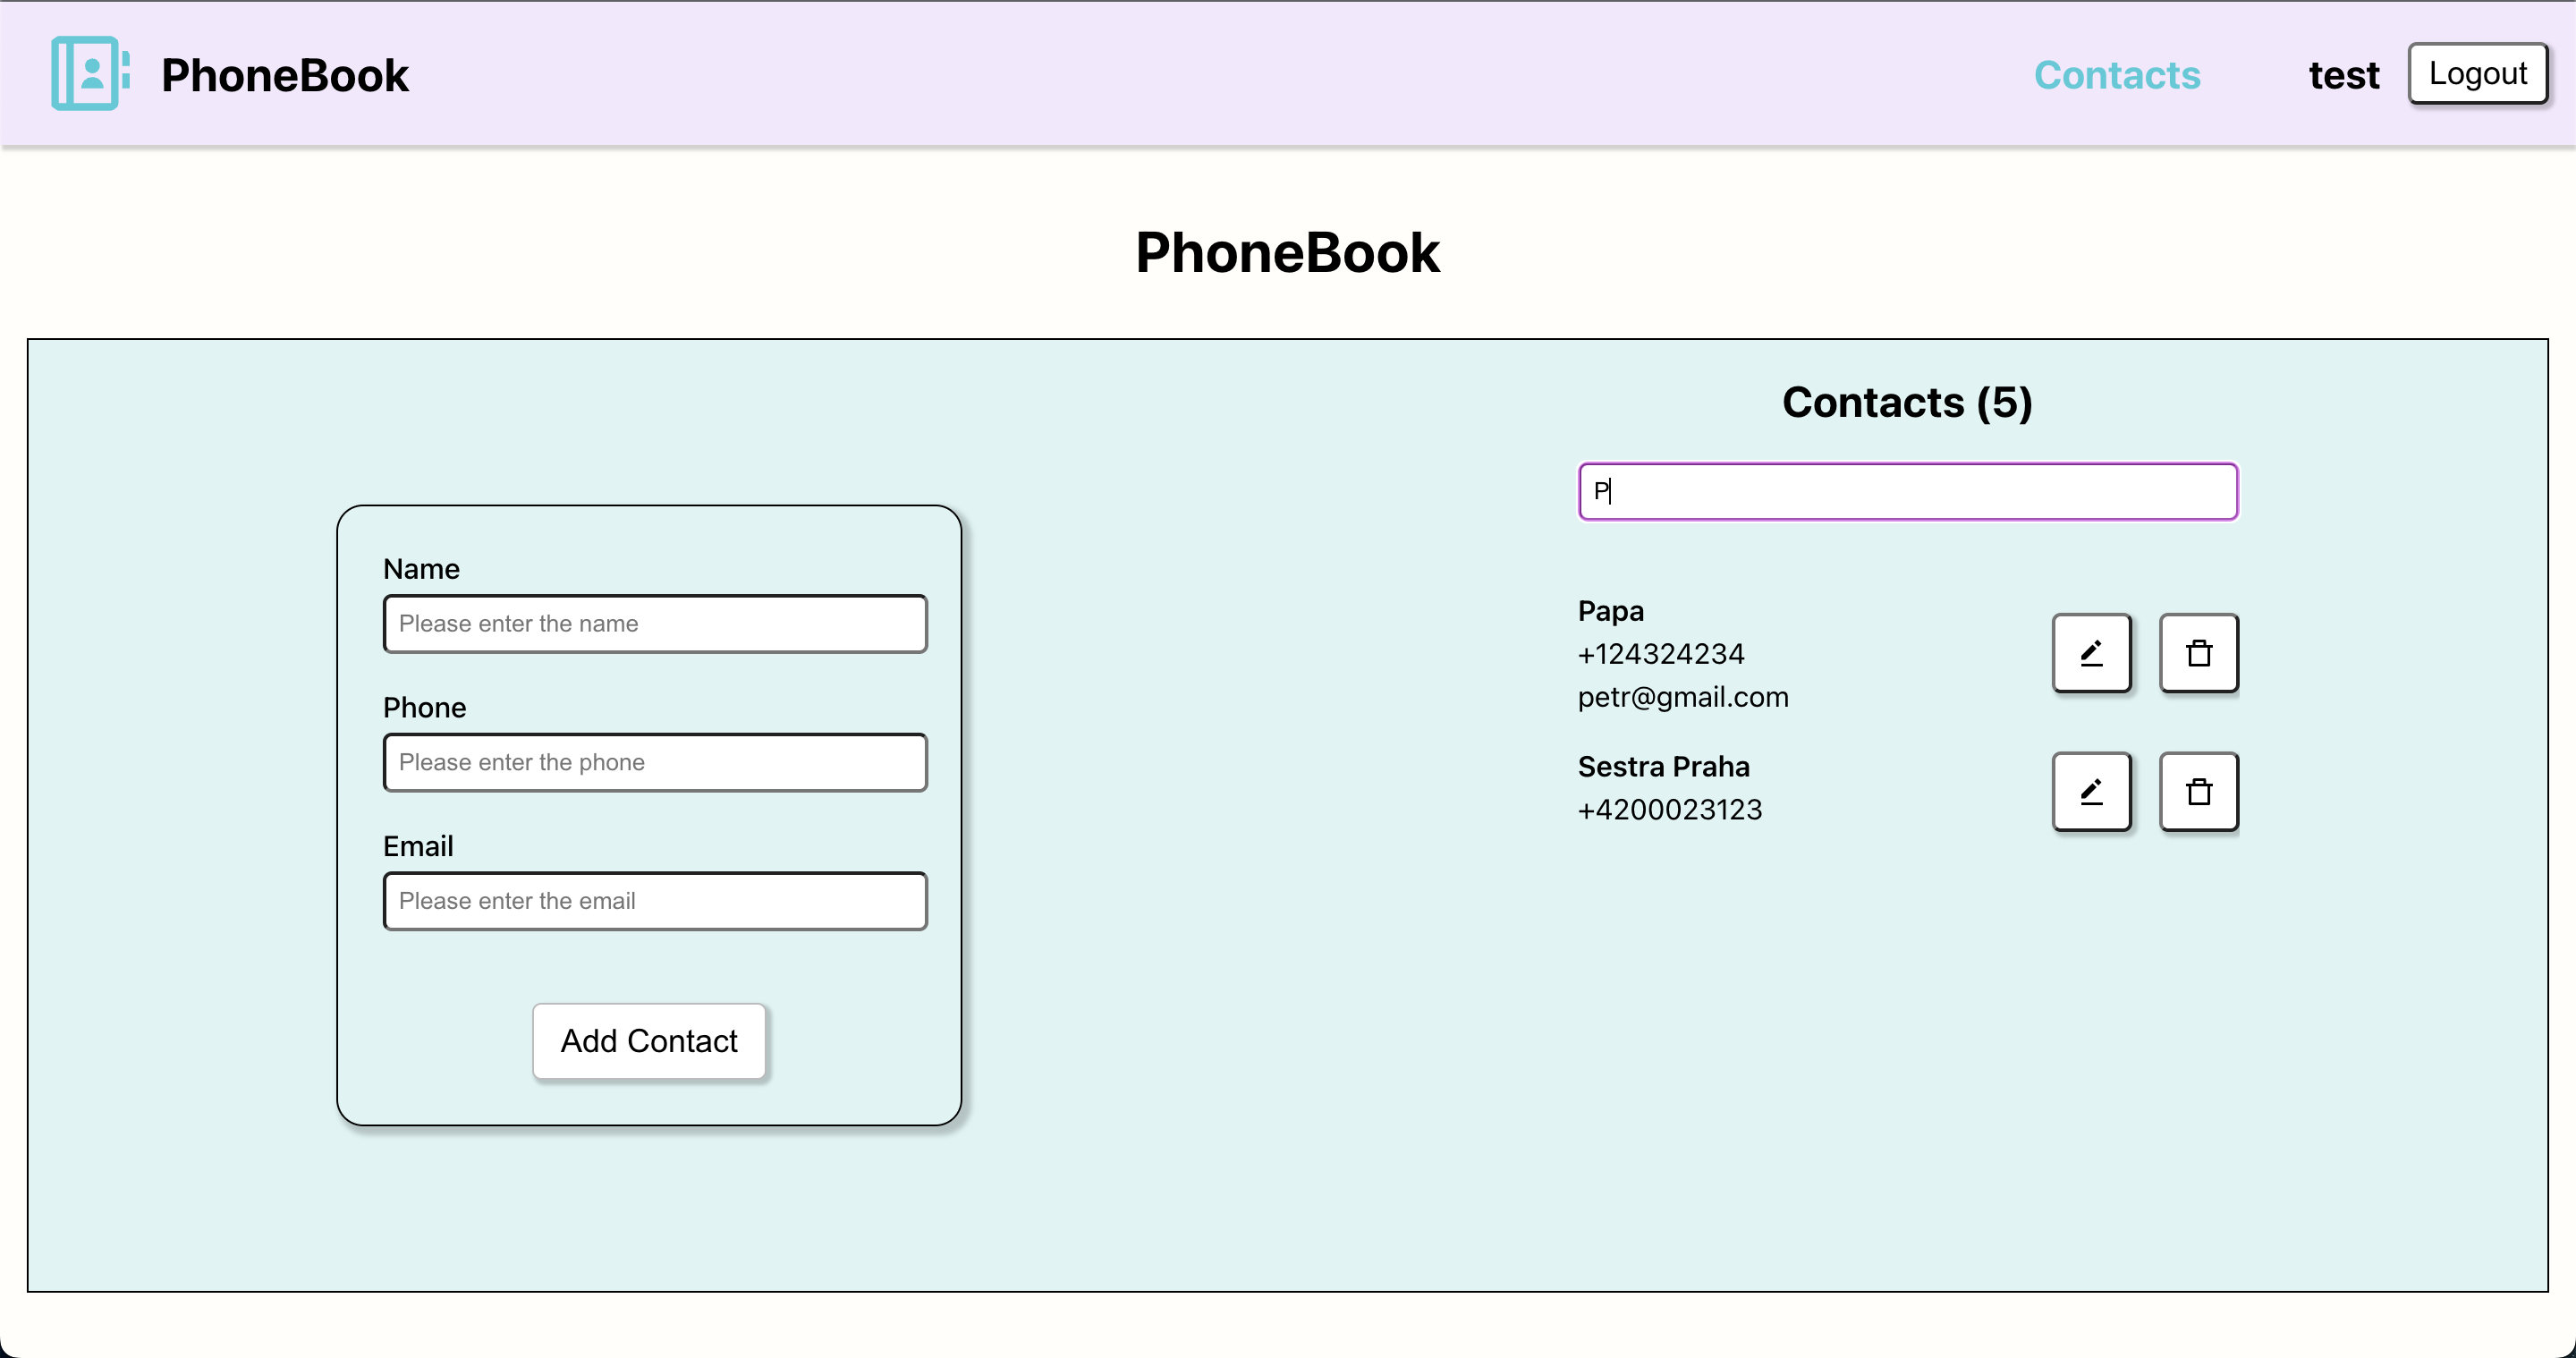 PhoneBook
Contacts
test
Logout
PhoneBook
Name
Please enter the name
Phone
Please enter the phone
Email
Please enter the email
Add Contact
Contacts (5)
P
Papa
+124324234
petr@gmail.com
Sestra Praha
+4200023123